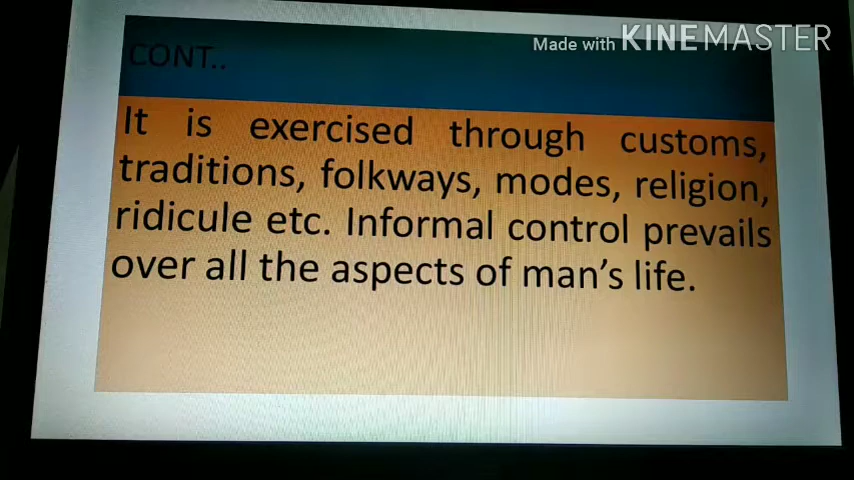 Made with KINEMASTER
CONT..
It is exercised through customs,
traditions, folkways, modes, religion,
ridicule etc. Informal control prevails
over all the aspects of man's life.